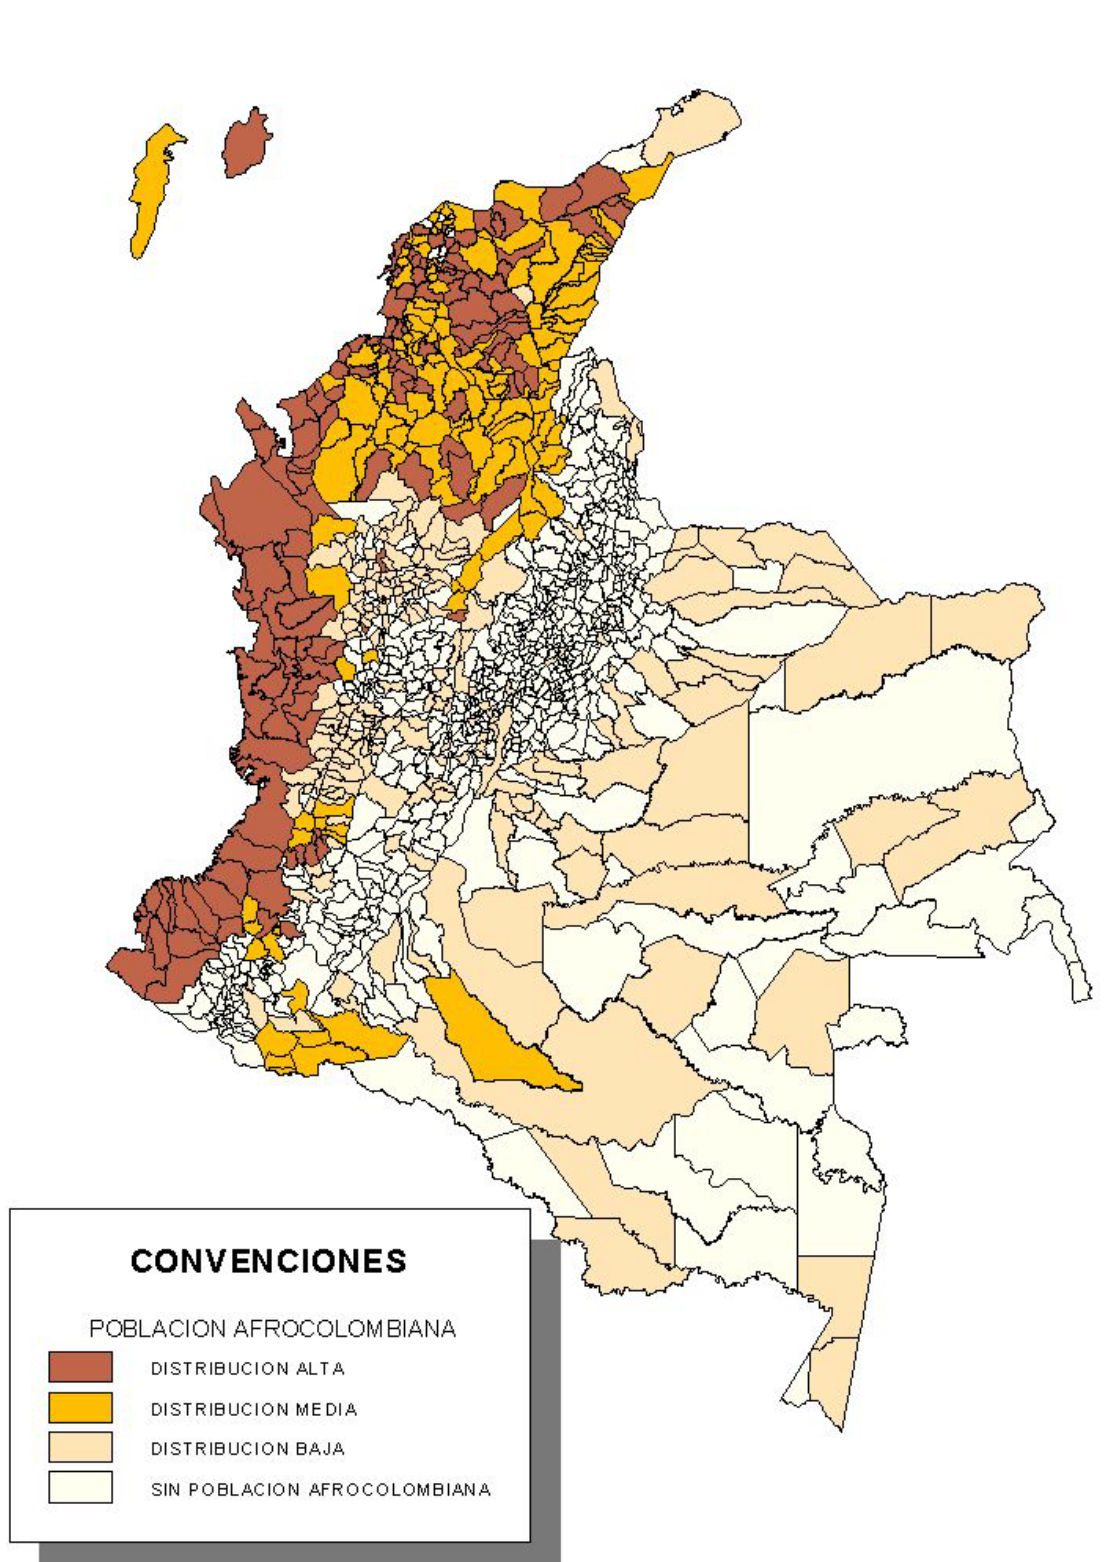 CONVENCIONES
POBLACION AFROCOLOMBIANA
DISTRIBUCION ALTA
DISTRIBUCION MEDIA
DISTRIBUCION BAJA
SIN POBLACION AFROCOLOMBIANA